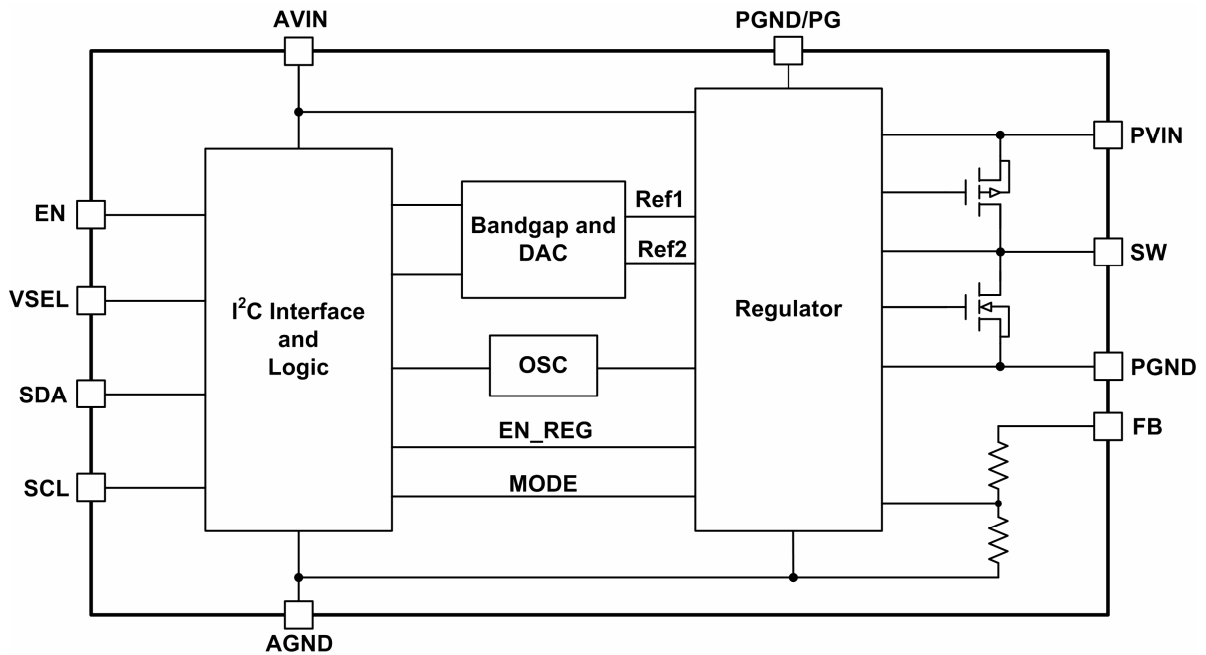 AVIN
PGND/PG
PVIN
EN
Ref1
Bandgap and
DAC
Ref2
SW
VSEL
I²C Interface
and
Logic
Regulator
OSC
PGND
SDA
EN_REG
FB
MODE
SCL
AGND